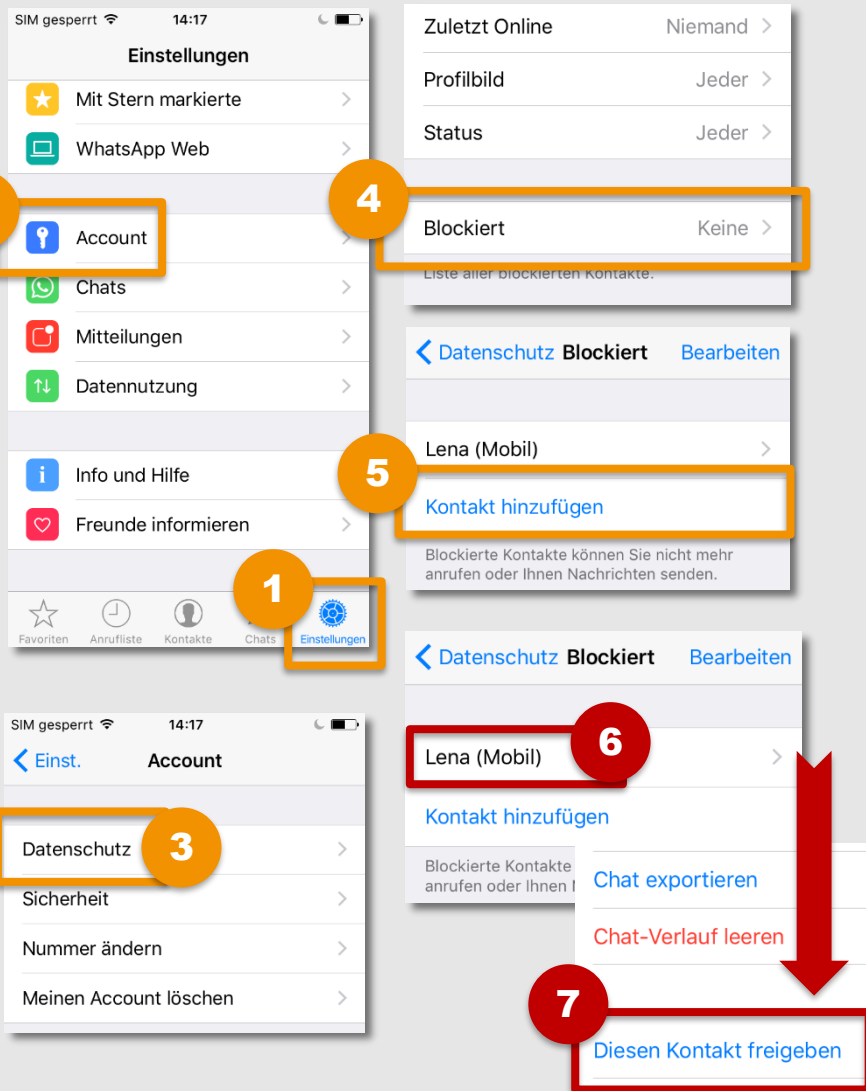 SIM gesperrt 14:17
Einstellungen
Mit Stern markierte
WhatsApp Web
Account
Chats
Mitteilungen
Datennutzung
i
Info und Hilfe
Freunde informieren
1
Favoriten Anrufliste Kontakte Chats Einstellungen
SIM gesperrt 14:17
Einst. Account
Datenschutz
3
Sicherheit
Nummer ändern
Meinen Account löschen
Zuletzt Online Niemand
Profilbild Jeder
Status Jeder
4
Blockiert Keine
Liste aller blockierten Kontakte.
Datenschutz Blockiert Bearbeiten
Lena (Mobil)
5
Kontakt hinzufügen
Blockierte Kontakte können Sie nicht mehr
anrufen oder Ihnen Nachrichten senden.
Datenschutz Blockiert Bearbeiten
6
Lena (Mobil)
Kontakt hinzufügen
Blockierte Kontakte
anrufen oder Ihnen
Chat exportieren
Chat-Verlauf leeren
7
Diesen Kontakt freigeben